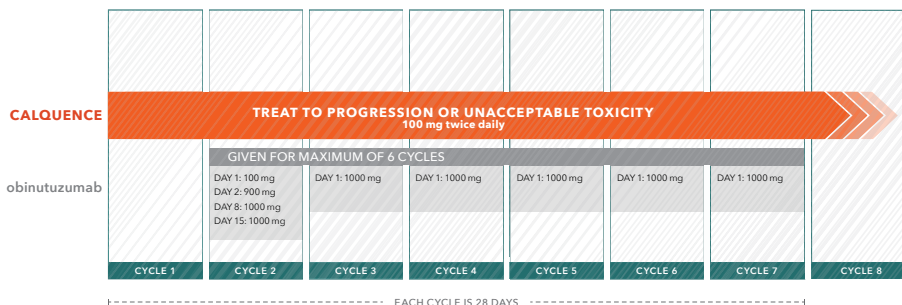 CALQUENCE
TREAT TO PROGRESSION OR UNACCEPTABLE TOXICITY
100 mg twice daily
obinutuzumab
GIVEN FOR MAXIMUM OF 6 CYCLES
DAY 1: 100 mg
DAY 2: 900 mg
DAY 8: 1000 mg
DAY 15: 1000 mg
DAY 1: 1000 mg
DAY 1: 1000 mg
DAY 1: 1000 mg
DAY 1: 1000 mg
DAY 1: 1000 mg
CYCLE 1
CYCLE 2
CYCLE 3
CYCLE 4
CYCLE 5
CYCLE 6
CYCLE 7
CYCLE 8
EACH CYCLE IS 28 DAYS